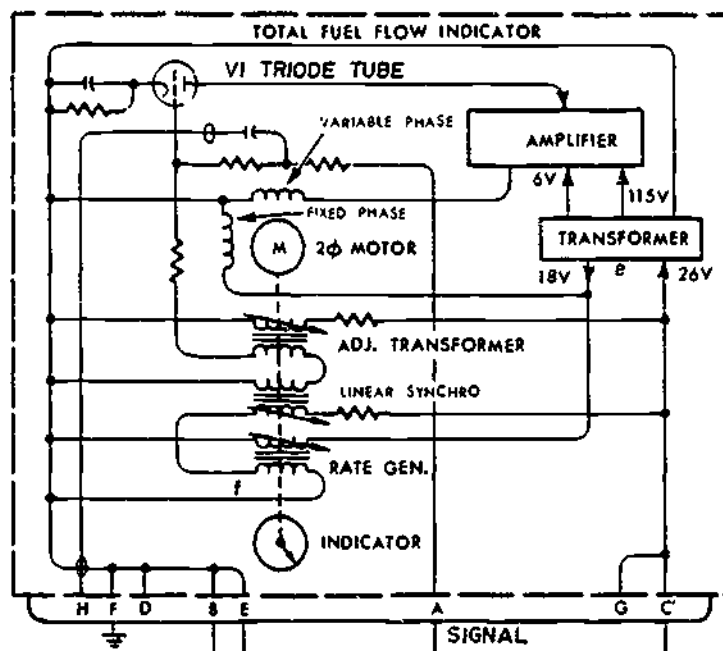 TOTAL FUEL FLOW INDICATOR
V1 TRIODE TUBE
VARIABLE PHASE
AMPLIFIER
6V
115V
FIXED PHASE
TRANSFORMER
M
2ϕ MOTOR
18V
e
26V
ADJ. TRANSFORMER
LINEAR SYNCHRO
RATE GEN.
f
INDICATOR
H F D B E A G C'
SIGNAL